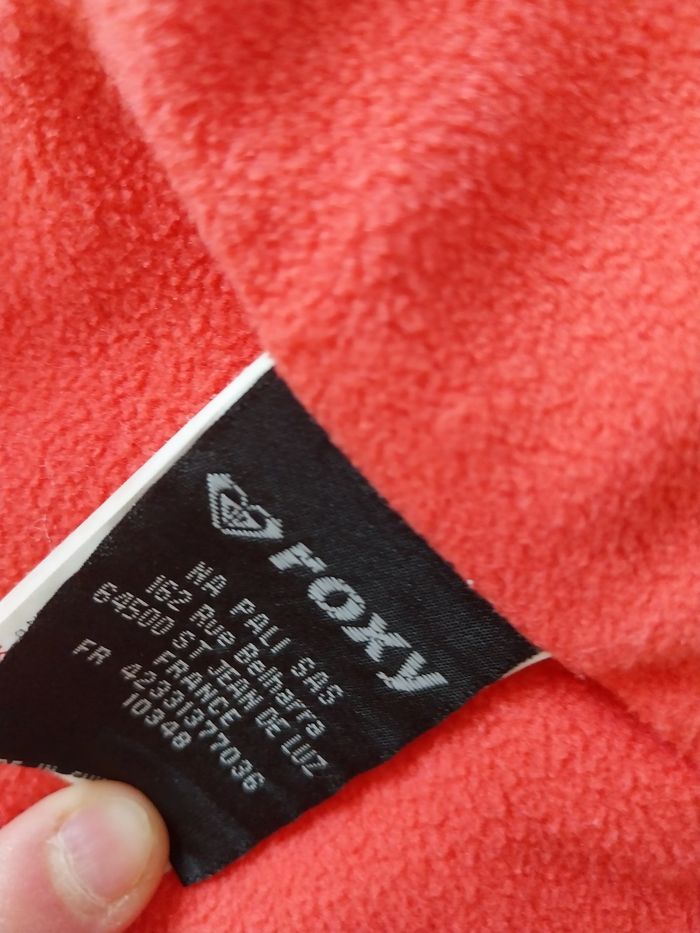 ROXY
NA PALI SAS
162 Rue Belharra
64500 ST JEAN DE LUZ
FRANCE
FR 42331377036
10348